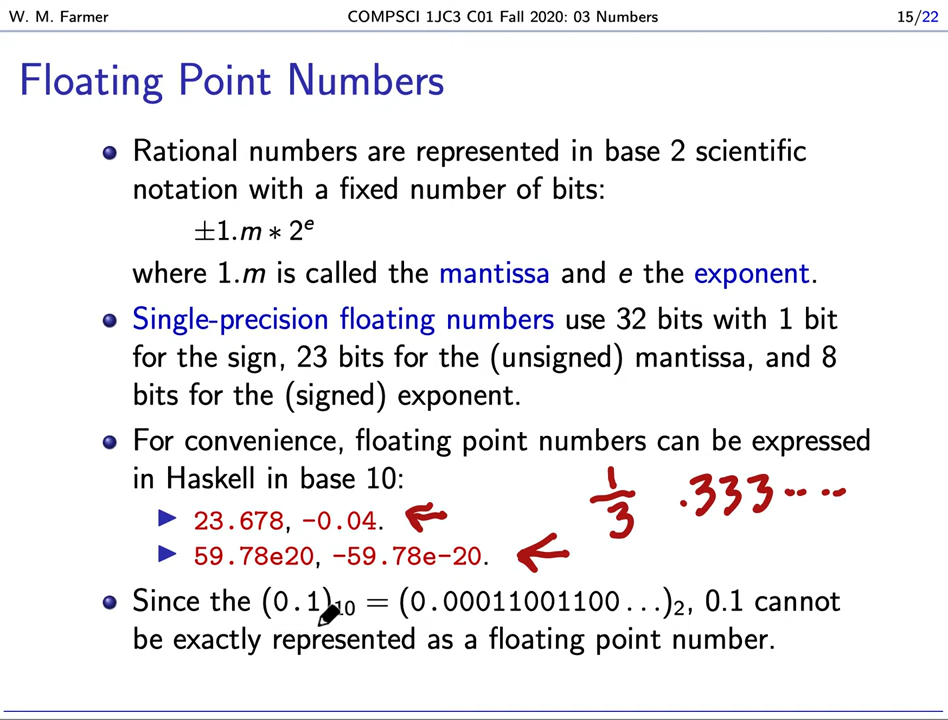 W. M. Farmer COMPSCI 1JC3 C01 Fall 2020: 03 Numbers 15/22
Floating Point Numbers
Rational numbers are represented in base 2 scientific
notation with a fixed number of bits:
±1.m ∗ 2^e
where 1.m is called the mantissa and e the exponent.
Single-precision floating numbers use 32 bits with 1 bit
for the sign, 23 bits for the (unsigned) mantissa, and 8
bits for the (signed) exponent.
For convenience, floating point numbers can be expressed
in Haskell in base 10:
1/3 .333.. ..
23.678, -0.04.
59.78e20, -59.78e-20.
Since the (0.1)₁₀ = (0.00011001100...)₂, 0.1 cannot
be exactly represented as a floating point number.